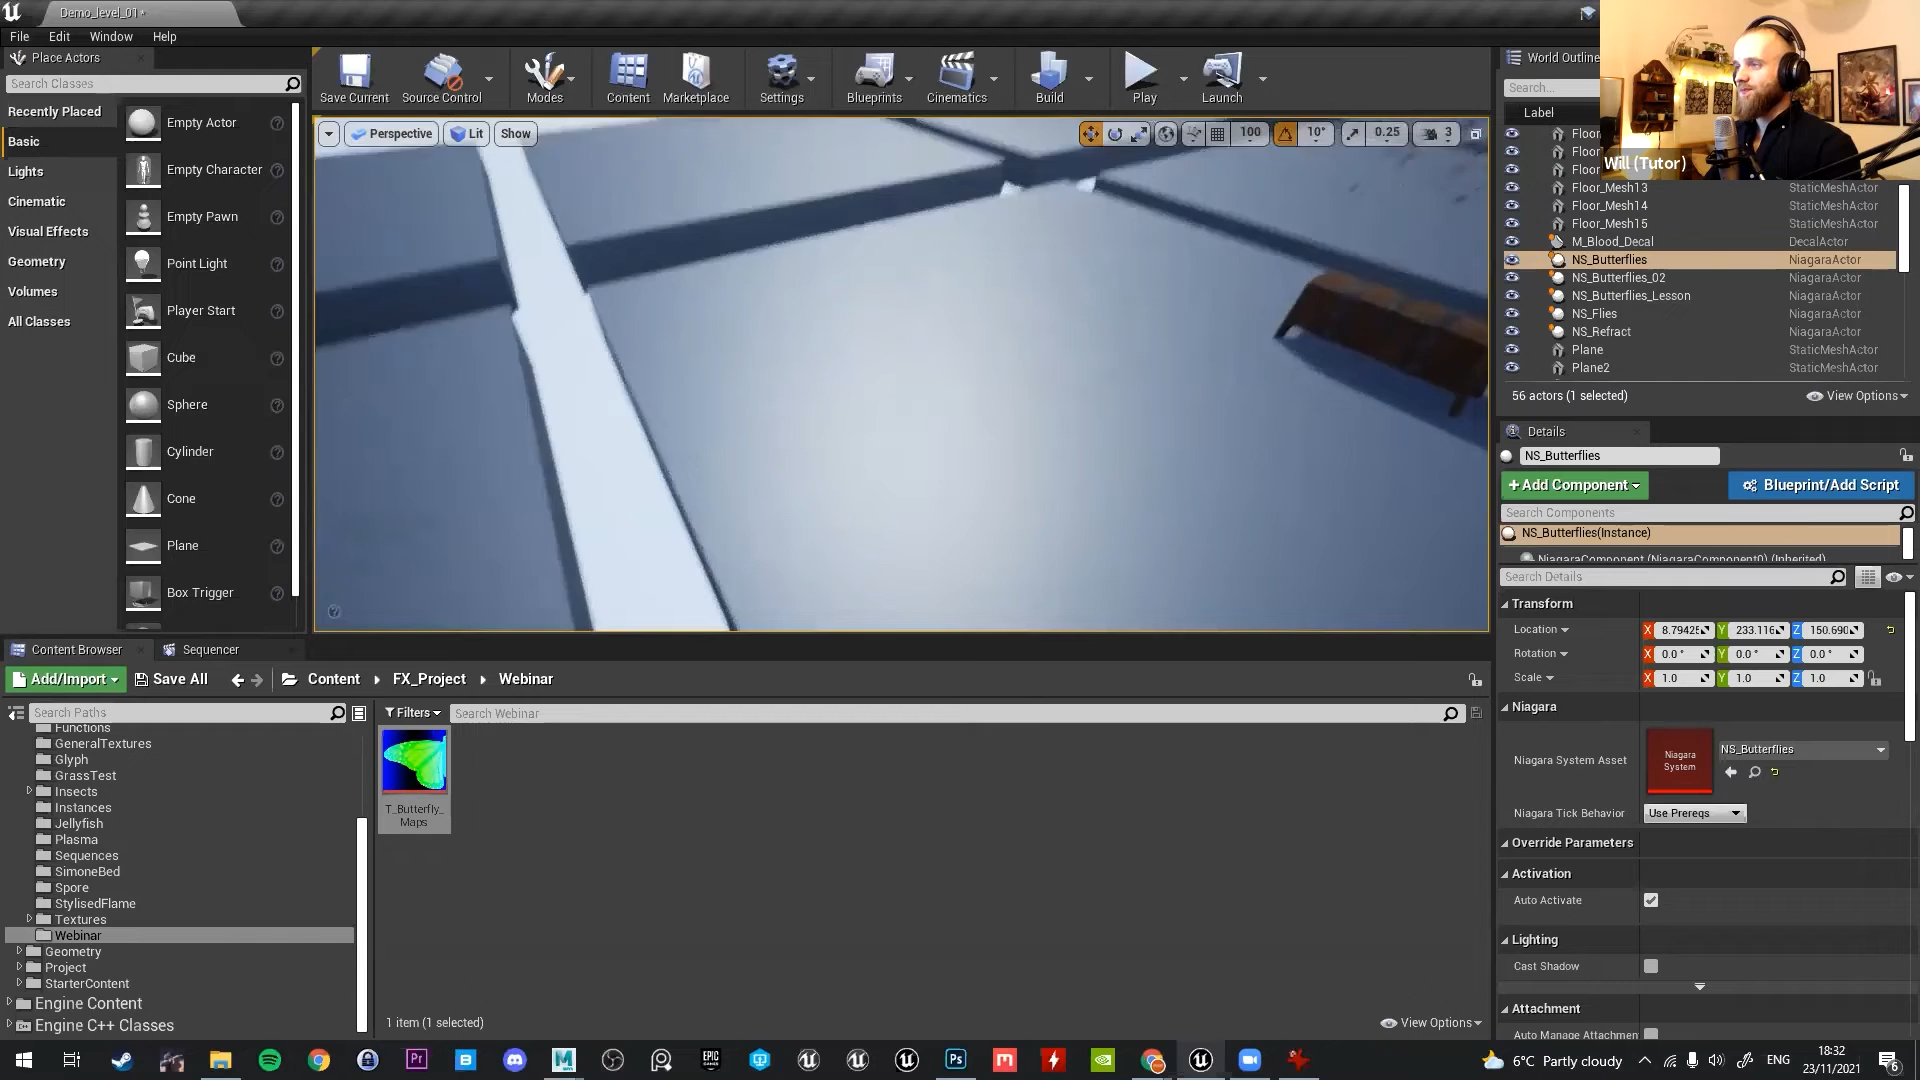 Demo_level_01*
File Edit Window Help
Place Actors
Search Classes
Recently Placed
Basic
Lights
Cinematic
Visual Effects
Geometry
Volumes
All Classes
Empty Actor
Empty Character
Empty Pawn
Point Light
Player Start
Cube
Sphere
Cylinder
Cone
Plane
Box Trigger
Save Current
Source Control
Modes
Content
Marketplace
Settings
Blueprints
Cinematics
Build
Play
Launch
Perspective
Lit
Show
100
10°
0.25
3
World Outline
Search...
Label
Will (Tutor)
Floor
Floor
Floor
Floor_Mesh13 StaticMeshActor
Floor_Mesh14 StaticMeshActor
Floor_Mesh15 StaticMeshActor
M_Blood_Decal DecalActor
NS_Butterflies NiagaraActor
NS_Butterflies_02 NiagaraActor
NS_Butterflies_Lesson NiagaraActor
NS_Flies NiagaraActor
NS_Refract NiagaraActor
Plane StaticMeshActor
Plane2 StaticMeshActor
56 actors (1 selected)
View Options
Details
NS_Butterflies
+Add Component
Blueprint/Add Script
Search Components
NS_Butterflies(Instance)
NiagaraComponent (NiagaraComponent0) (Inherited)
Search Details
Transform
Location X 8.79425 Y 233.116 Z 150.690
Rotation X 0.0 ° Y 0.0 ° Z 0.0 °
Scale X 1.0 Y 1.0 Z 1.0
Niagara
Niagara System Asset
Niagara
System
NS_Butterflies
Niagara Tick Behavior Use Prereqs
Override Parameters
Activation
Auto Activate
Lighting
Cast Shadow
Attachment
Auto Manage Attachmen
Content Browser
Sequencer
Add/Import
Save All
Content
FX_Project
Webinar
Search Paths
Filters
Search Webinar
Functions
GeneralTextures
Glyph
GrassTest
Insects
Instances
Jellyfish
Plasma
Sequences
SimoneBed
Spore
StylisedFlame
Textures
Webinar
Geometry
Project
StarterContent
Engine Content
Engine C++ Classes
T_Butterfly_
Maps
1 item (1 selected)
View Options
6°C Partly cloudy
ENG
18:32
23/11/2021
6